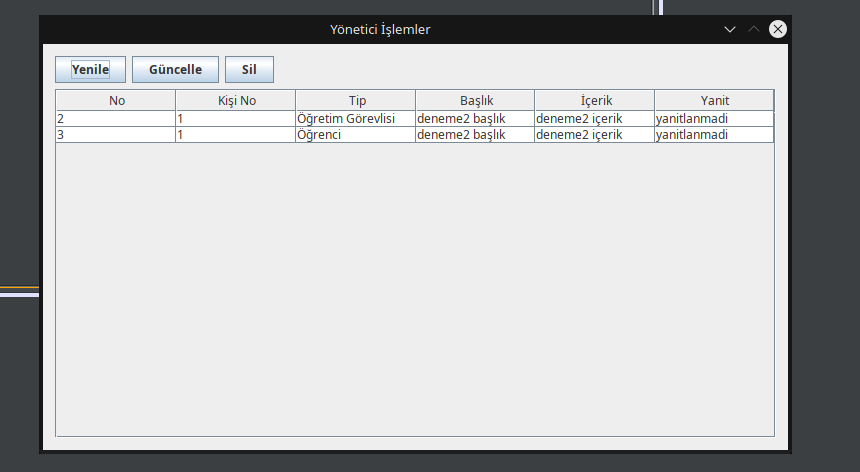 Yönetici İşlemler
Yenile Güncelle Sil
No Kişi No Tip Başlık İçerik Yanit
2 1 Öğretim Görevlisi deneme2 başlık deneme2 içerik yanitlanmadi
3 1 Öğrenci deneme2 başlık deneme2 içerik yanitlanmadi